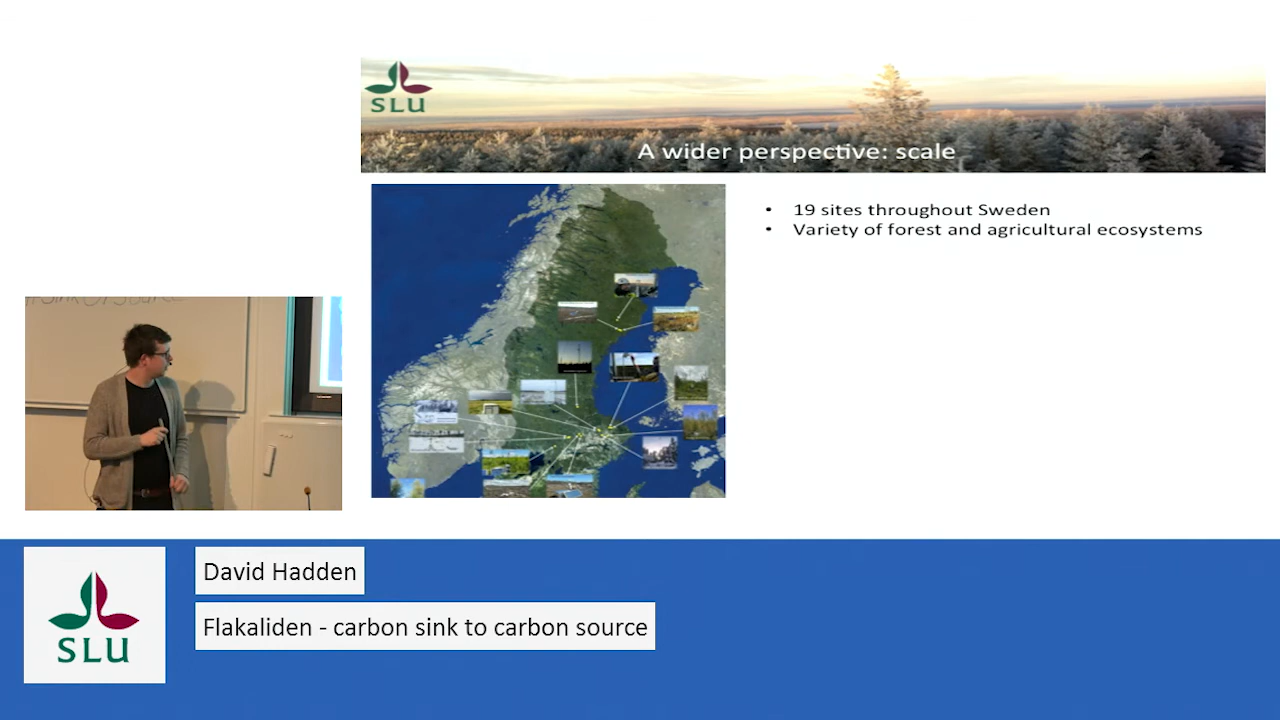 SLU
A wider perspective: scale
• 19 sites throughout Sweden
• Variety of forest and agricultural ecosystems
David Hadden
Flakaliden - carbon sink to carbon source
SLU